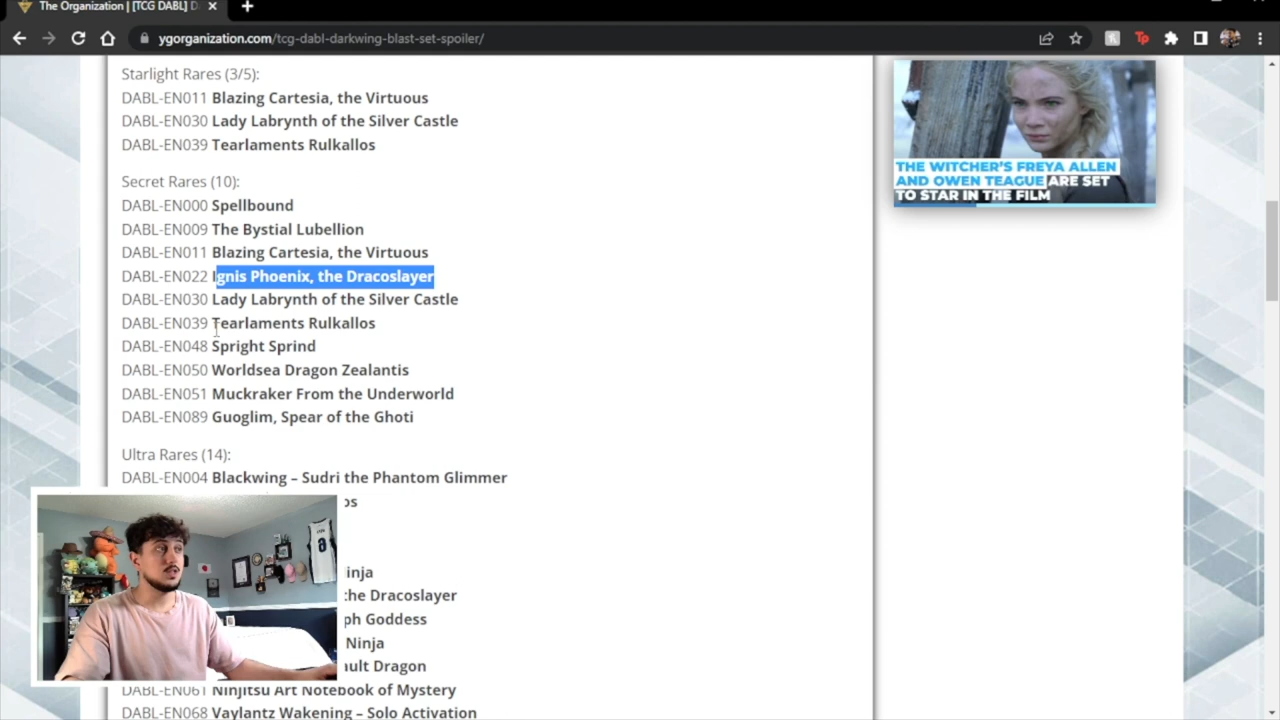 The Organization | [TCG DABL] D
ygorganization.com/tcg-dabl-darkwing-blast-set-spoiler/
Starlight Rares (3/5):
DABL-EN011 Blazing Cartesia, the Virtuous
DABL-EN030 Lady Labrynth of the Silver Castle
DABL-EN039 Tearlaments Rulkallos
Secret Rares (10):
DABL-EN000 Spellbound
DABL-EN009 The Bystial Lubellion
DABL-EN011 Blazing Cartesia, the Virtuous
DABL-EN022 Ignis Phoenix, the Dracoslayer
DABL-EN030 Lady Labrynth of the Silver Castle
DABL-EN039 Tearlaments Rulkallos
DABL-EN048 Spright Sprind
DABL-EN050 Worldsea Dragon Zealantis
DABL-EN051 Muckraker From the Underworld
DABL-EN089 Guoglim, Spear of the Ghoti
Ultra Rares (14):
DABL-EN004 Blackwing – Sudri the Phantom Glimmer
os
inja
the Dracoslayer
ph Goddess
Ninja
ault Dragon
DABL-EN061 Ninjitsu Art Notebook of Mystery
DABL-EN068 Vaylantz Wakening – Solo Activation
THE WITCHER'S FREYA ALLEN
AND OWEN TEAGUE ARE SET
TO STAR IN THE FILM
8